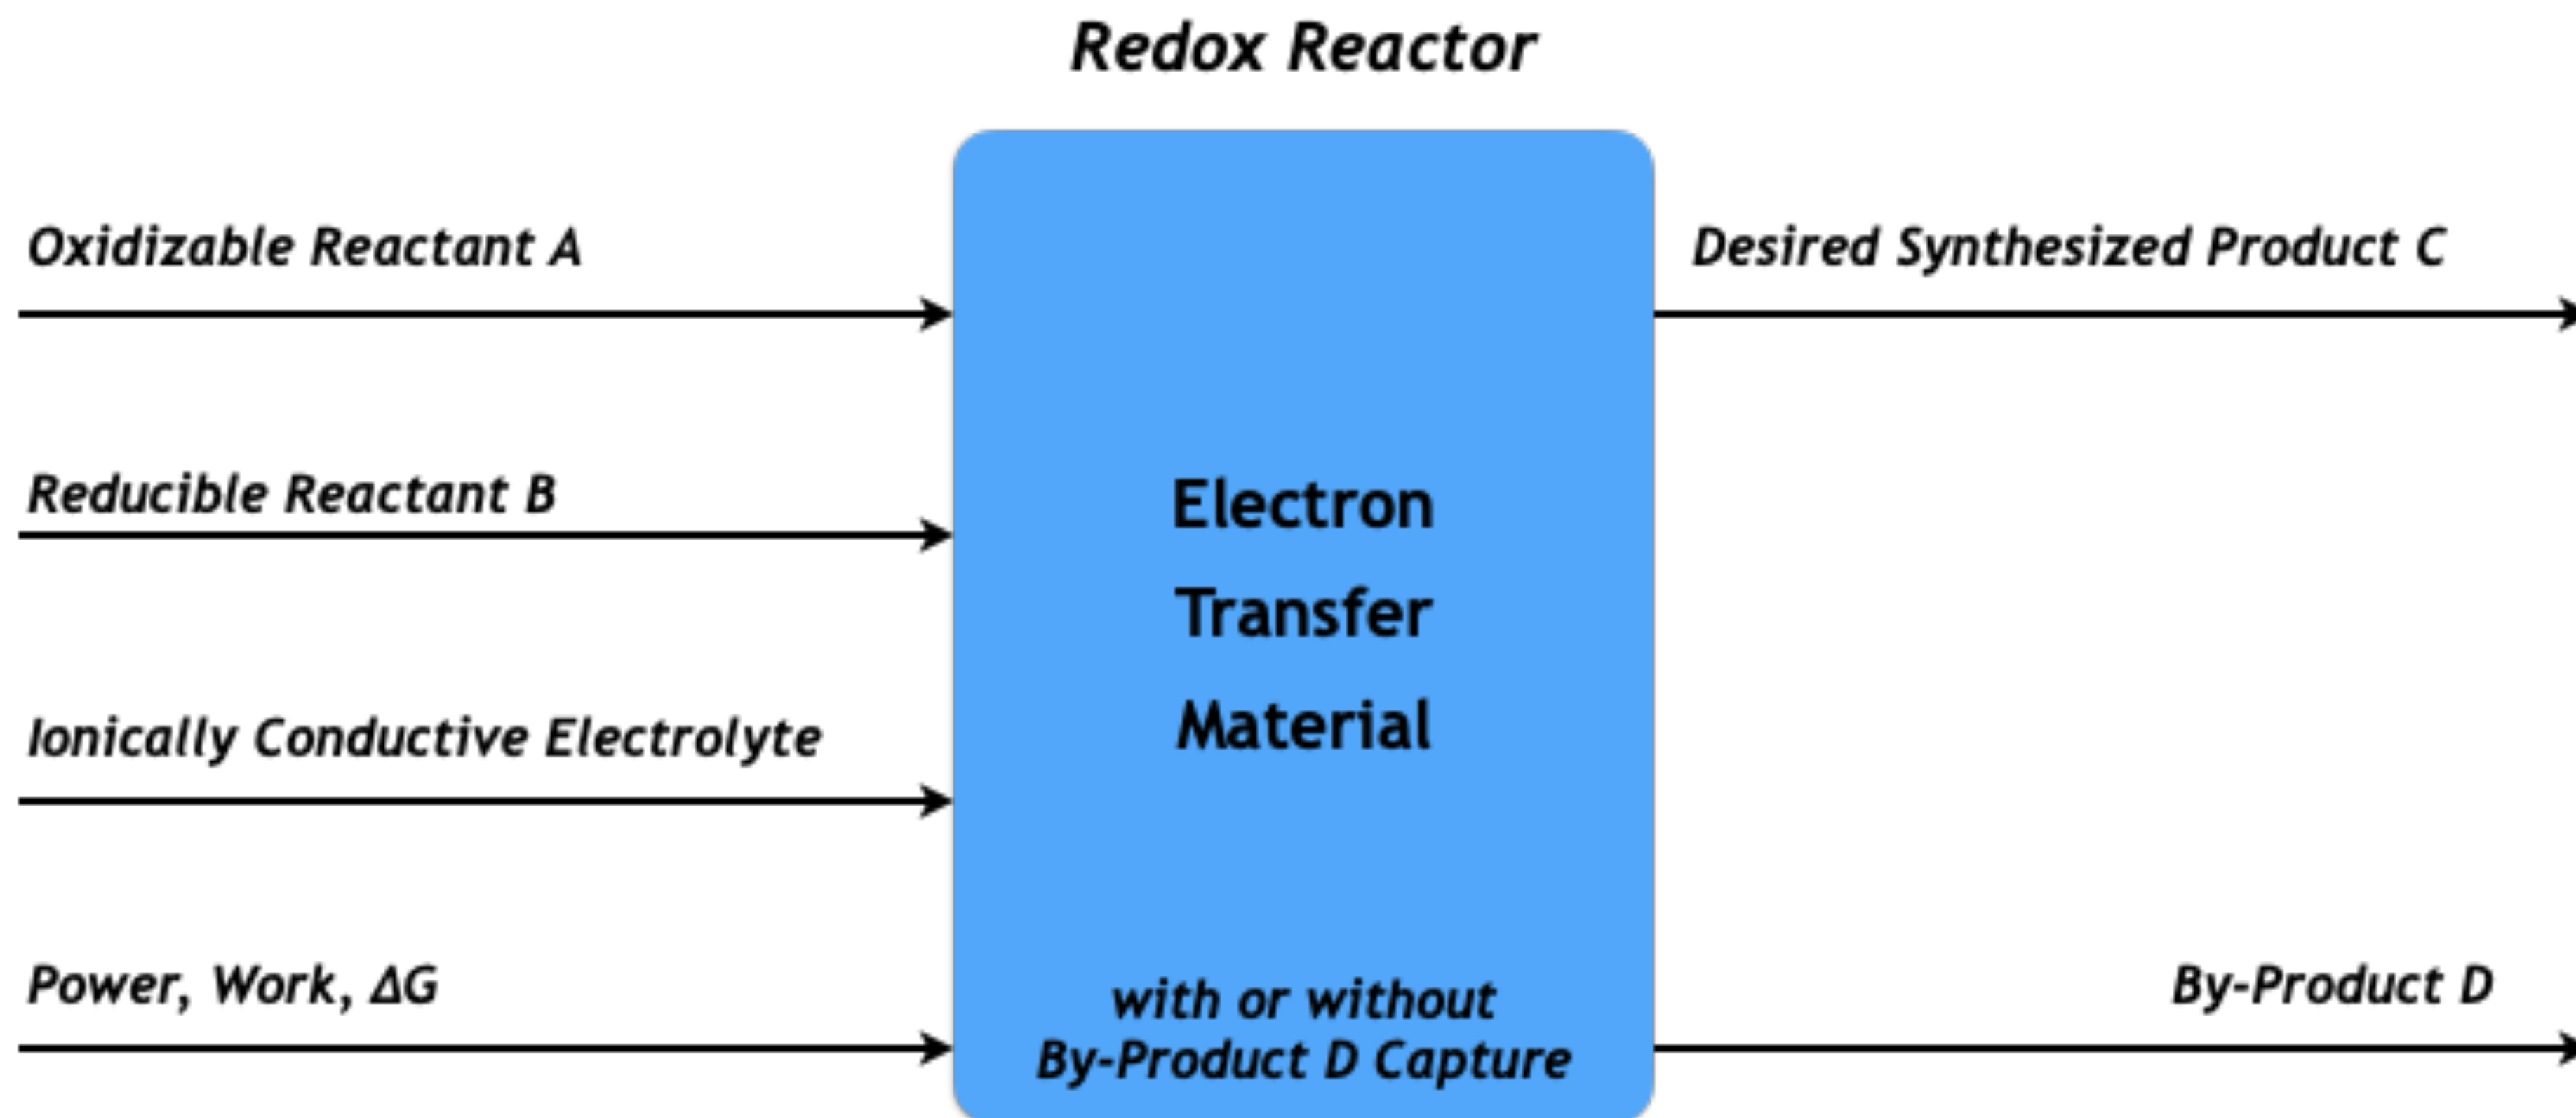 Redox Reactor
Oxidizable Reactant A
Desired Synthesized Product C
Reducible Reactant B
Electron
Transfer
Material
Ionically Conductive Electrolyte
Power, Work, ΔG
with or without
By-Product D Capture
By-Product D